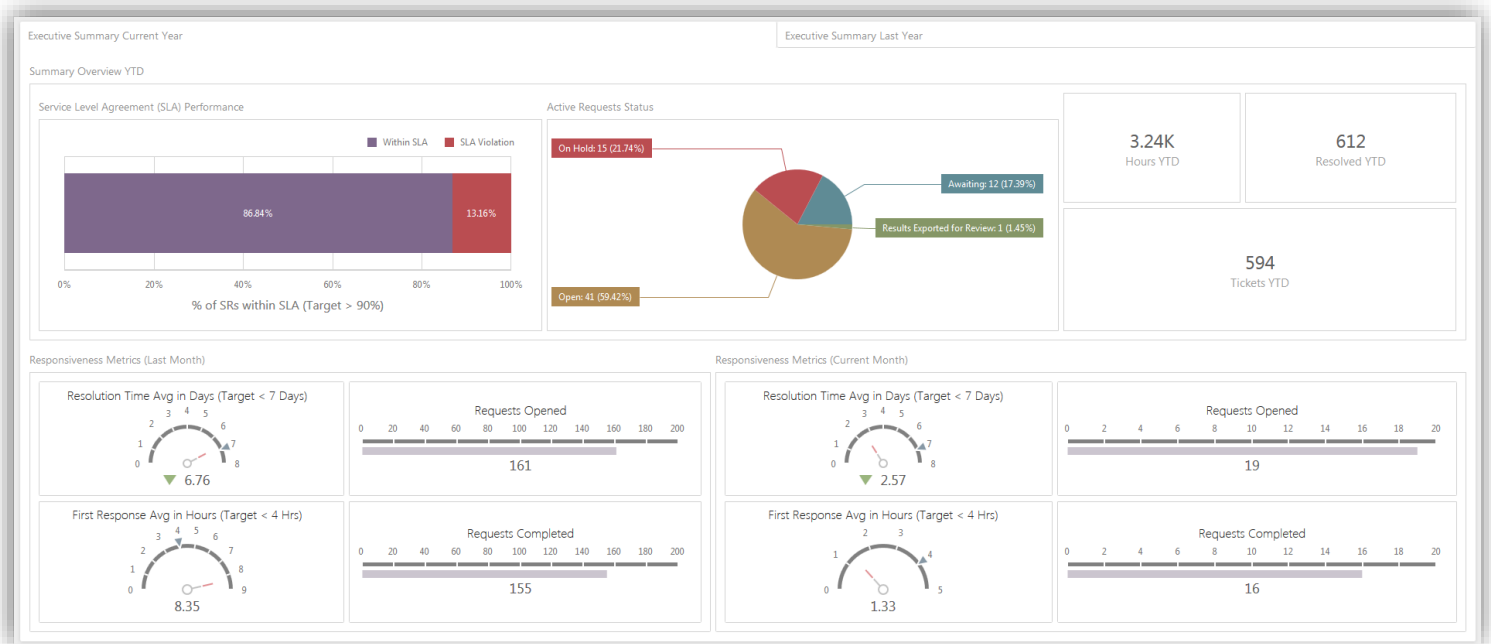 Executive Summary Current Year
Executive Summary Last Year
Summary Overview YTD
Service Level Agreement (SLA) Performance
Within SLA
SLA Violation
86.84%
13.16%
0%
20%
40%
60%
80%
100%
% of SRs within SLA (Target > 90%)
Active Requests Status
On Hold: 15 (21.74%)
Awaiting: 12 (17.39%)
Results Exported for Review: 1 (1.45%)
Open: 41 (59.42%)
3.24K
Hours YTD
612
Resolved YTD
594
Tickets YTD
Responsiveness Metrics (Last Month)
Resolution Time Avg in Days (Target < 7 Days)
0
1
2
3
4
5
6
7
8
6.76
Requests Opened
0 20 40 60 80 100 120 140 160 180 200
161
First Response Avg in Hours (Target < 4 Hrs)
0
1
2
3
4
5
6
7
8
9
8.35
Requests Completed
0 20 40 60 80 100 120 140 160 180 200
155
Responsiveness Metrics (Current Month)
Resolution Time Avg in Days (Target < 7 Days)
0
1
2
3
4
5
6
7
8
2.57
Requests Opened
0 2 4 6 8 10 12 14 16 18 20
19
First Response Avg in Hours (Target < 4 Hrs)
0
1
2
3
4
5
1.33
Requests Completed
0 2 4 6 8 10 12 14 16 18 20
16